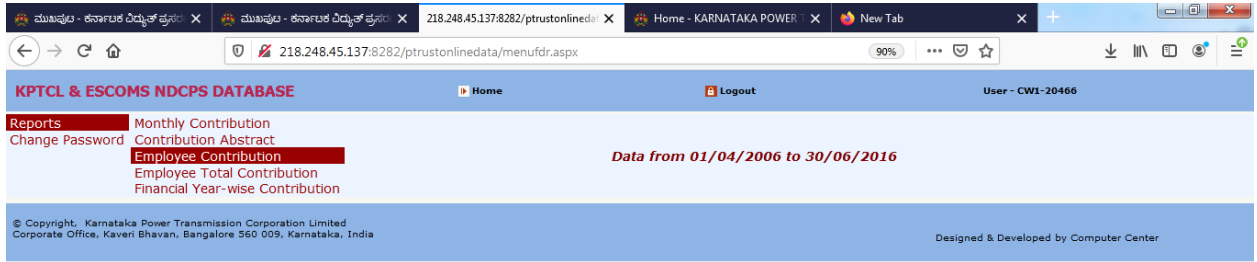 ಮುಖಪುಟ - ಕರ್ನಾಟಕ ವಿದ್ಯುತ್ ಪ್ರಸರ
ಮುಖಪುಟ - ಕರ್ನಾಟಕ ವಿದ್ಯುತ್ ಪ್ರಸರ
218.248.45.137:8282/ptrustonlinedat
Home - KARNATAKA POWER T
New Tab
218.248.45.137:8282/ptrustonlinedata/menufdr.aspx
90%
KPTCL & ESCOMS NDCPS DATABASE
Home
Logout
User - CW1-20466
Reports
Change Password
Monthly Contribution
Contribution Abstract
Employee Contribution
Employee Total Contribution
Financial Year-wise Contribution
Data from 01/04/2006 to 30/06/2016
© Copyright, Karnataka Power Transmission Corporation Limited
Corporate Office, Kaveri Bhavan, Bangalore 560 009, Karnataka, India
Designed & Developed by Computer Center